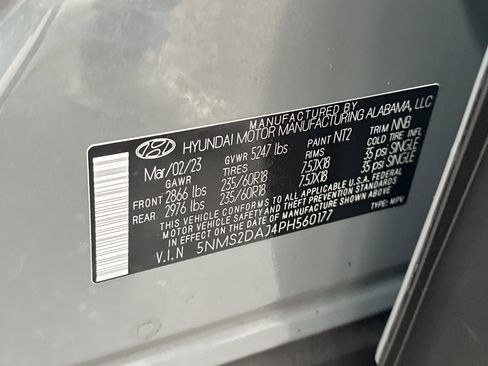 MANUFACTURED BY
HYUNDAI MOTOR MANUFACTURING ALABAMA, LLC
Mar/02/23 GVWR 5247 lbs PAINT NT2 TRIM NNB
GAWR TIRES RIMS COLD TIRE INFL
FRONT 2866 lbs 235/60R18 7.5JX18 35 psi SINGLE
REAR 2976 lbs 235/60R18 7.5JX18 35 psi SINGLE
THIS VEHICLE CONFORMS TO ALL APPLICABLE U.S.A. FEDERAL
MOTOR VEHICLE SAFETY STANDARDS IN EFFECT ON THE DATE OF
MANUFACTURE SHOWN ABOVE
V.I.N 5NMS2DAJ4PH560177 TYPE: MPV